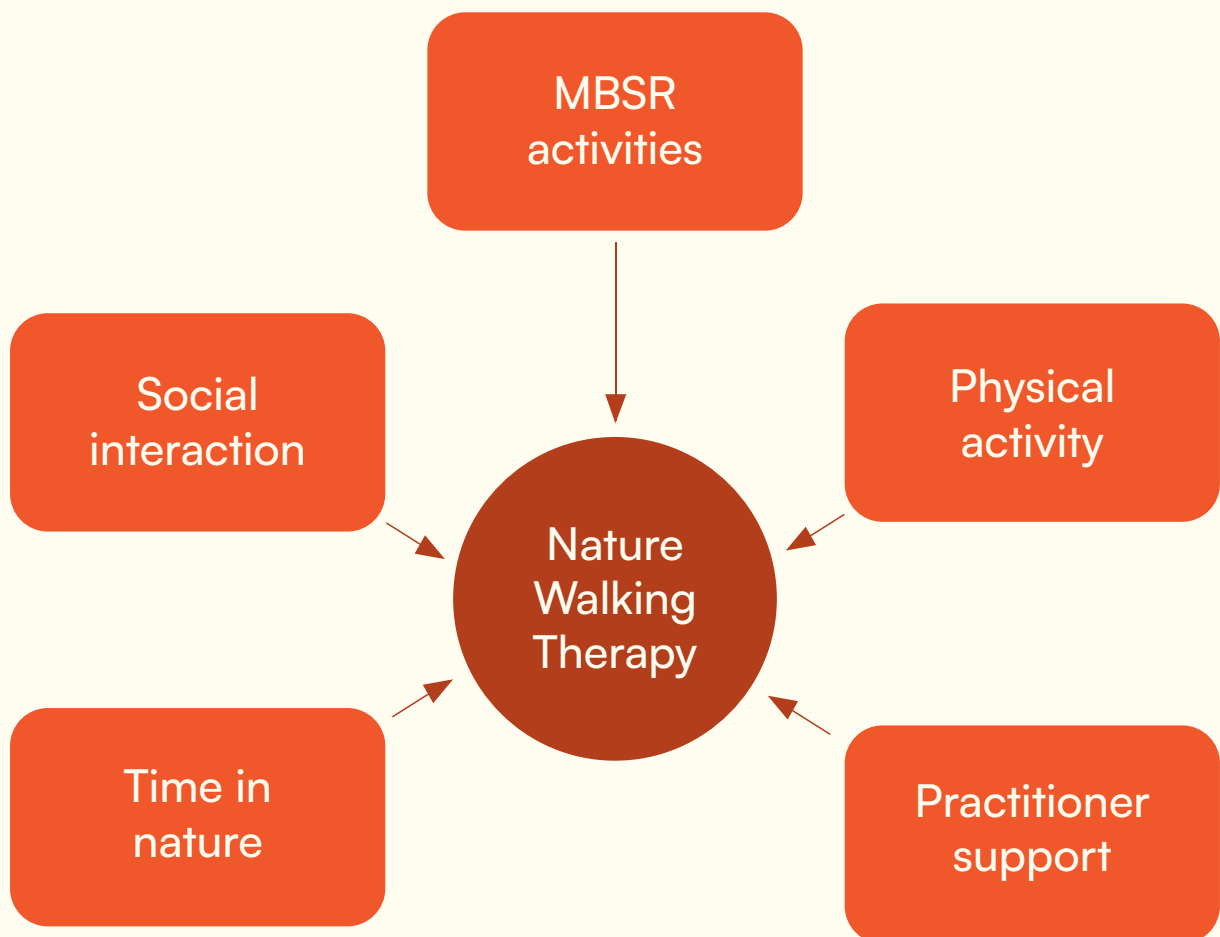 MBSR
activities
Social
interaction
Physical
activity
Nature
Walking
Therapy
Time in
nature
Practitioner
support